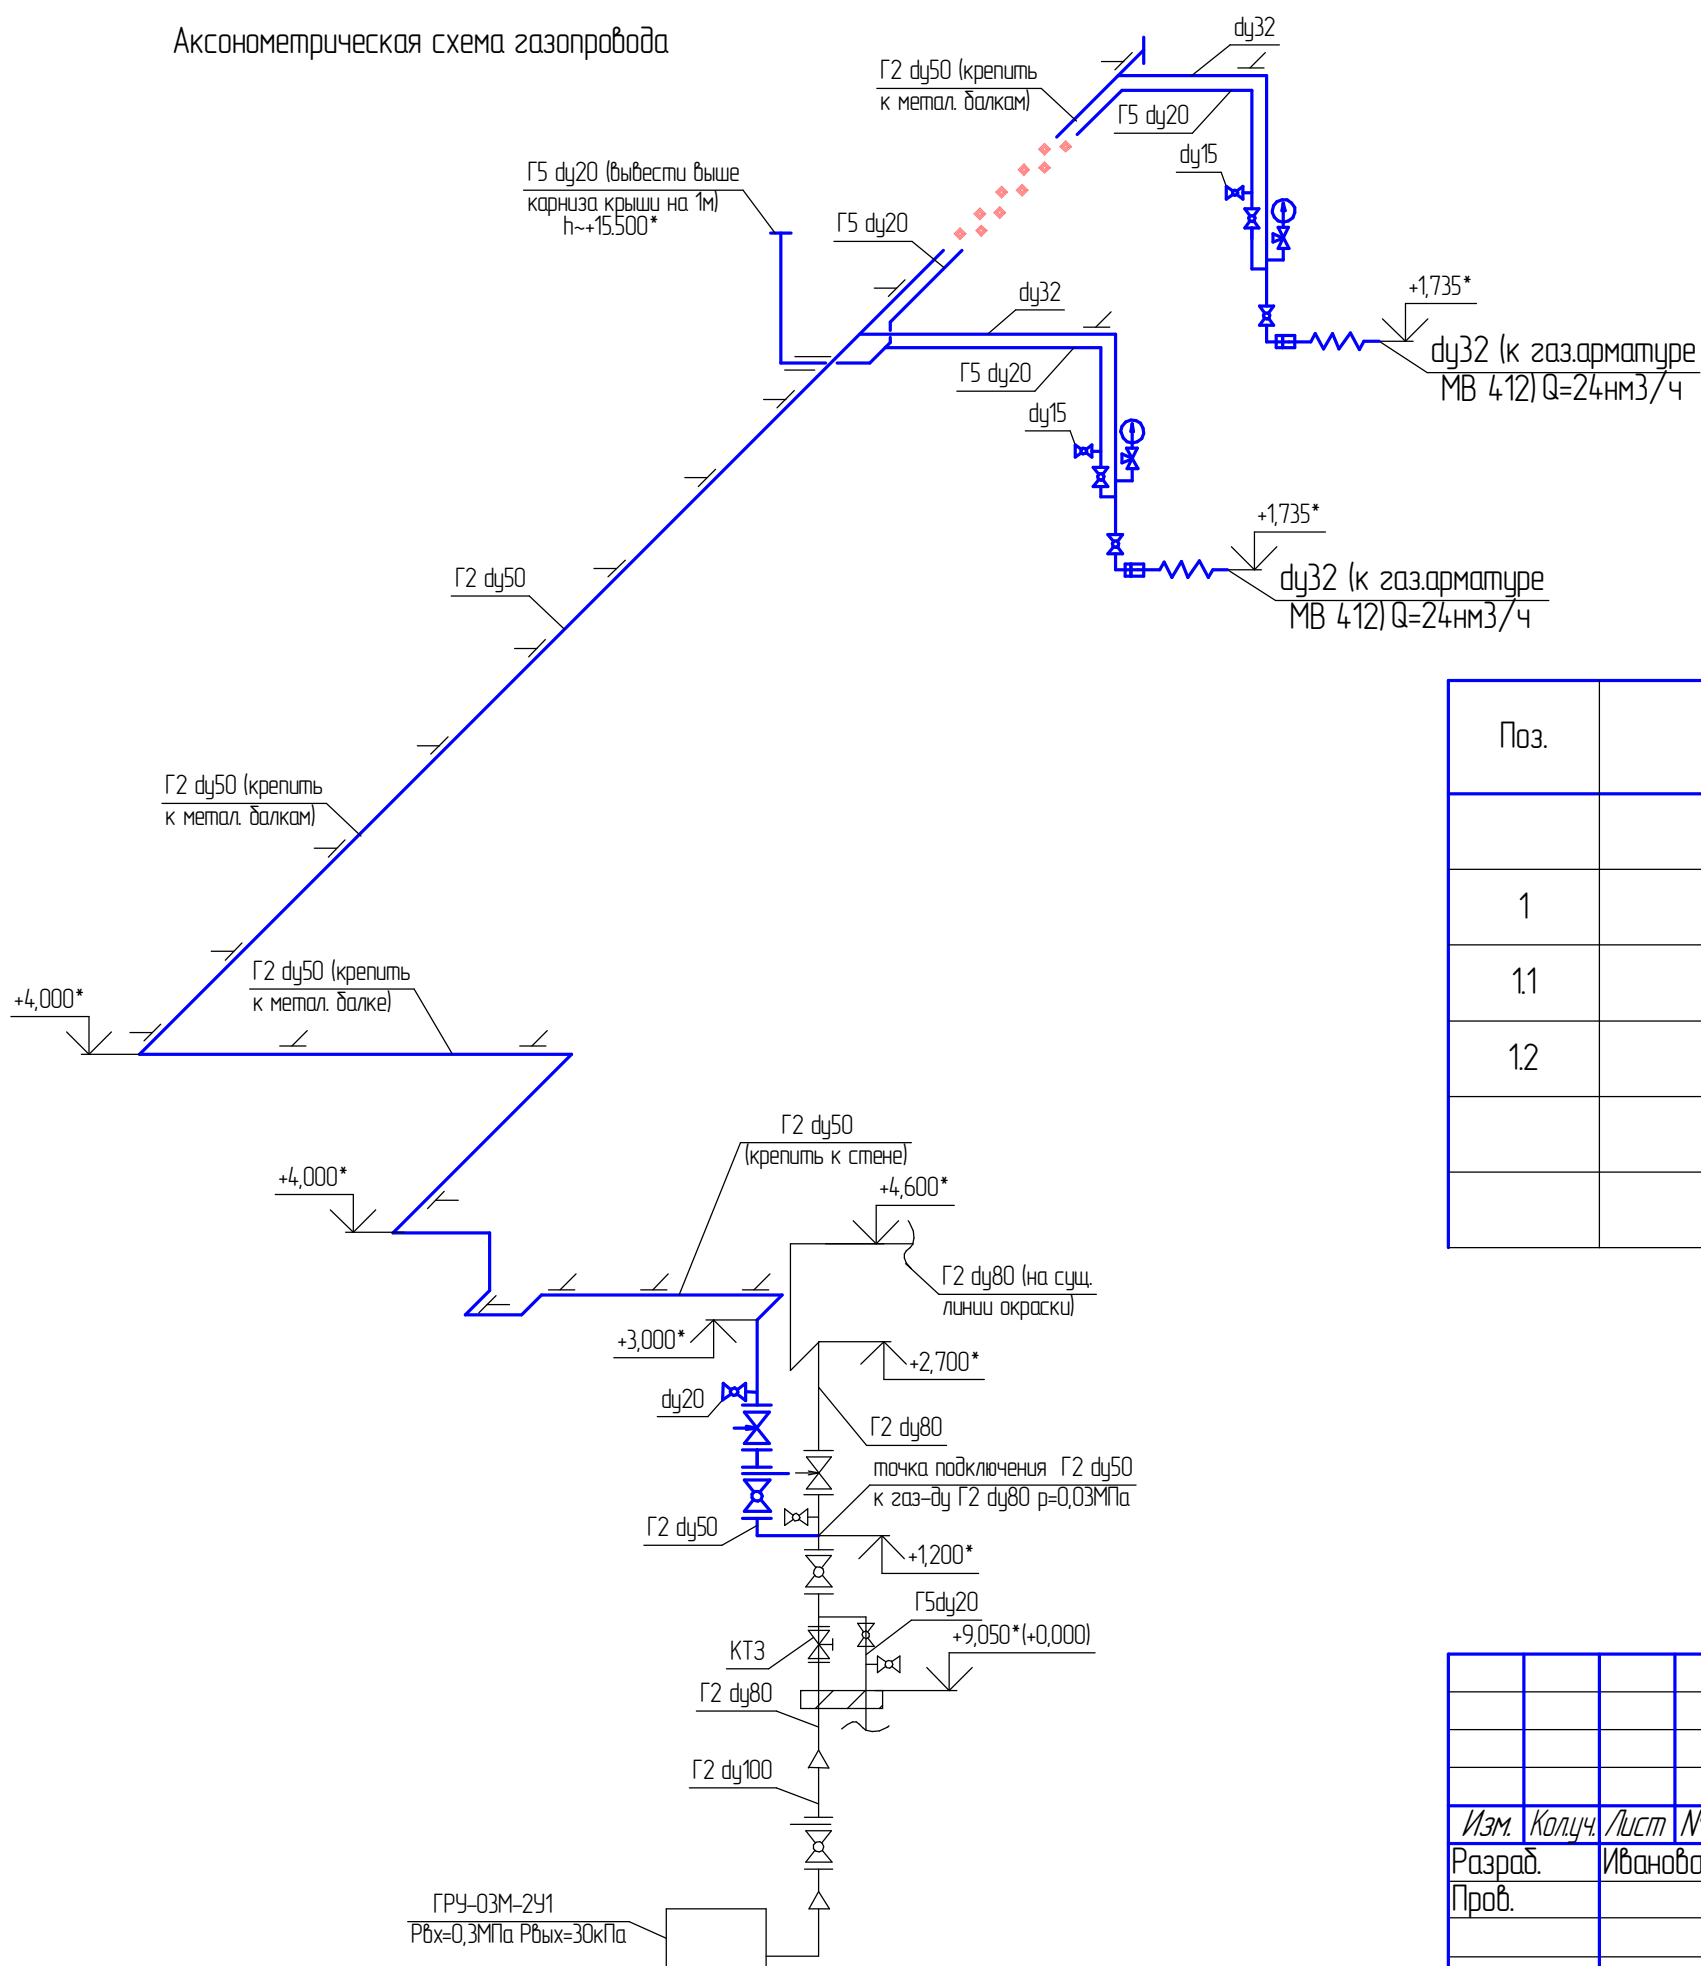 Аксонометрическая схема газопровода
dy32
Г2 dy50 (крепить
к метал. балкам)
Г5 dy20
dy15
Г5 dy20 (вывести выше
карниза крыши на 1м)
h~+15.500*
Г5 dy20
dy32
+1,735*
dy32 (к газ.арматуре
МВ 412) Q=24нм3/ч
Г5 dy20
dy15
+1,735*
dy32 (к газ.арматуре
МВ 412) Q=24нм3/ч
Г2 dy50
Поз.
1
1.1
1.2
Г2 dy50 (крепить
к метал. балкам)
Г2 dy50 (крепить
к метал. балке)
+4,000*
Г2 dy50
(крепить к стене)
+4,000*
+4,600*
Г2 dy80 (на сущ.
линии окраски)
+3,000*
+2,700*
dy20
Г2 dy80
точка подключения Г2 dy50
к газ-ду Г2 dy80 р=0,03МПа
Г2 dy50
+1,200*
Г5dy20
+9,050*(+0,000)
КТЗ
Г2 dy80
Г2 dy100
ГРУ-03М-2У1
Рвх=0,3МПа Рвых=30кПа
Изм. Кол.уч. Лист
Разраб. Иванова
Пров.